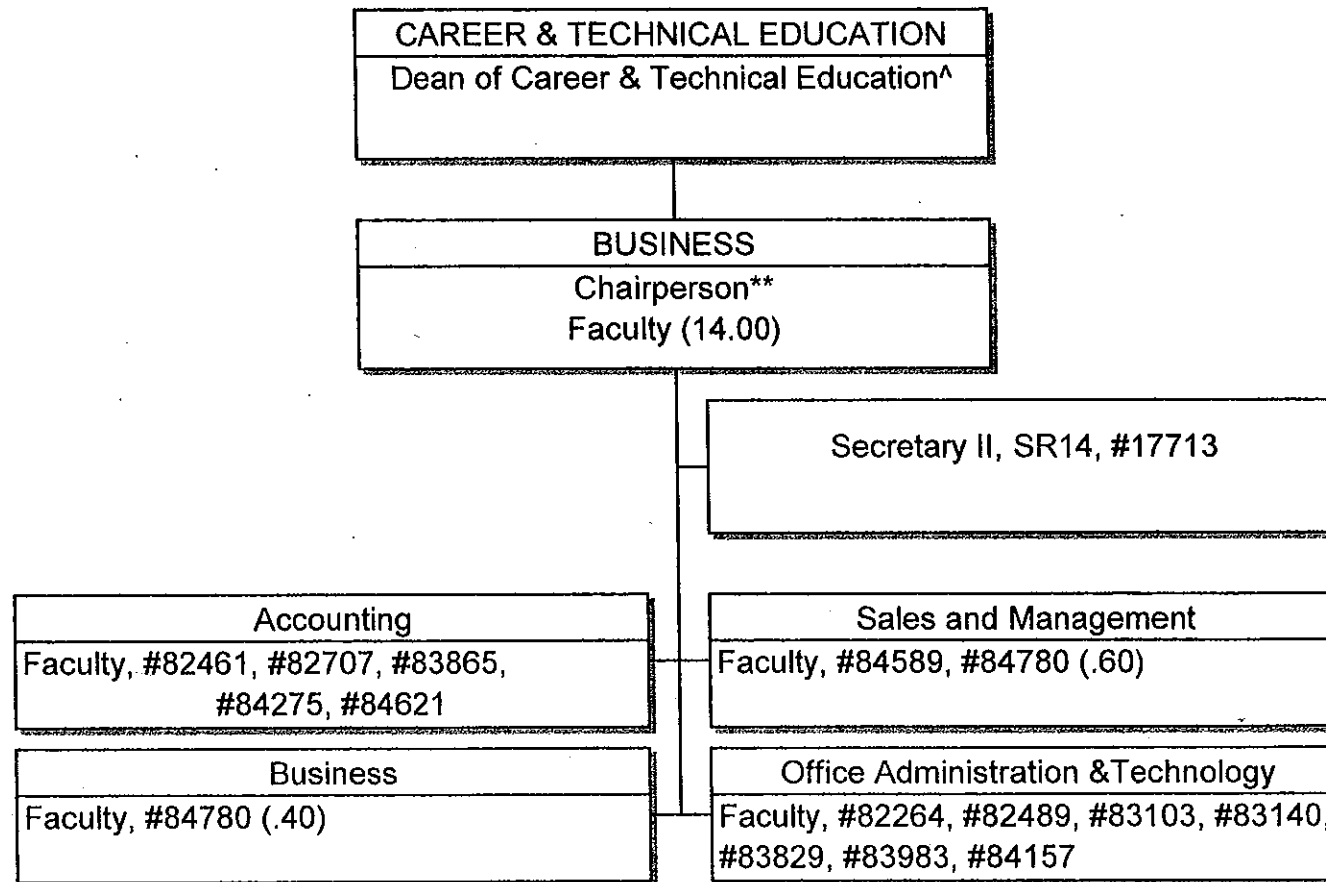 CAREER & TECHNICAL EDUCATION
Dean of Career & Technical Education^
BUSINESS
Chairperson**
Faculty (14.00)
Secretary II, SR14, #17713
Accounting
Faculty, #82461, #82707, #83865,
#84275, #84621
Sales and Management
Faculty, #84589, #84780 (.60)
Business
Faculty, #84780 (.40)
Office Administration &Technology
Faculty, #82264, #82489, #83103, #83140,
#83829, #83983, #84157